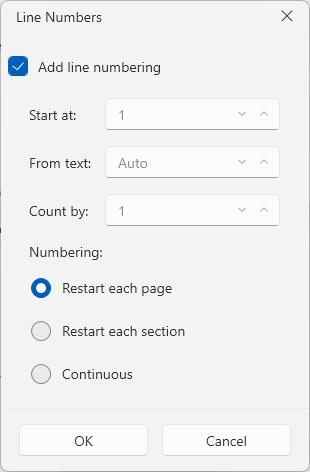 Line Numbers
Add line numbering
Start at: 1
From text: Auto
Count by: 1
Numbering:
Restart each page
Restart each section
Continuous
OK Cancel